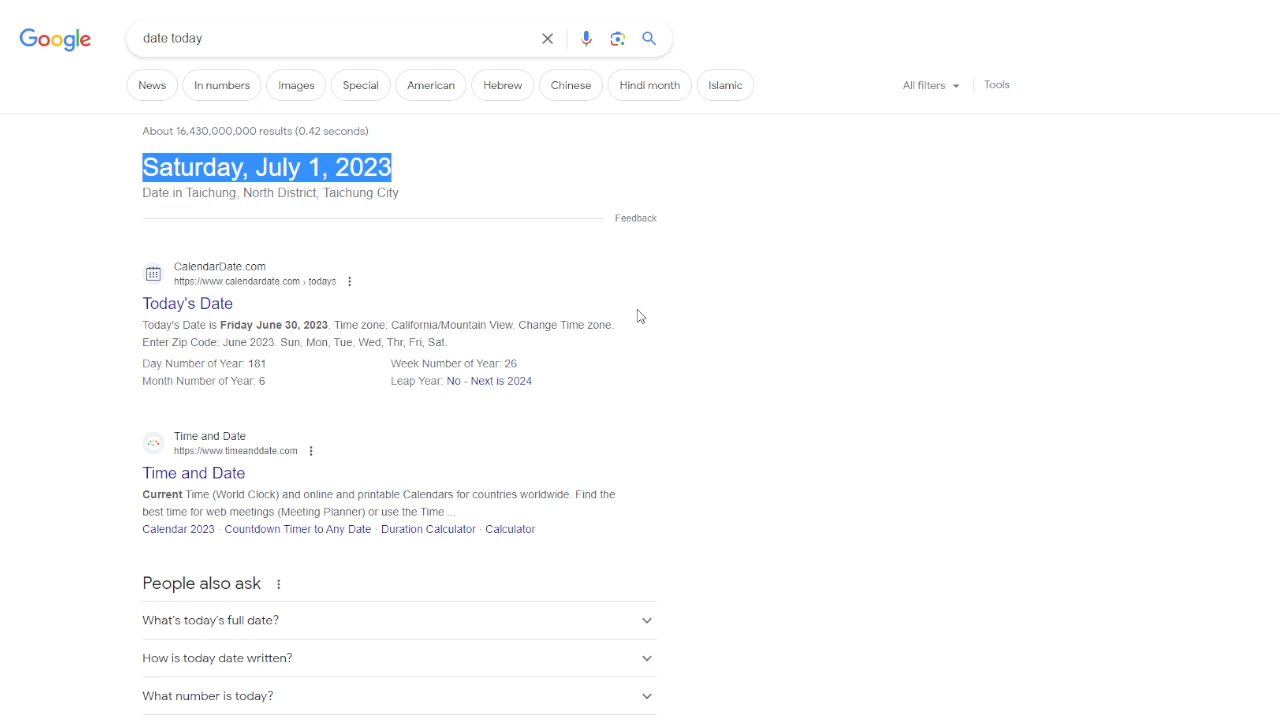 Google
date today
News
In numbers
Images
Special
American
Hebrew
Chinese
Hindi month
Islamic
All filters
Tools
About 16,430,000,000 results (0.42 seconds)
Saturday, July 1, 2023
Date in Taichung, North District, Taichung City
Feedback
CalendarDate.com
https://www.calendardate.com › todays
Today's Date
Today's Date is Friday June 30, 2023. Time zone: California/Mountain View. Change Time zone.
Enter Zip Code: June 2023. Sun, Mon, Tue, Wed, Thr, Fri, Sat.
Day Number of Year: 181
Week Number of Year: 26
Month Number of Year: 6
Leap Year: No - Next is 2024
Time and Date
https://www.timeanddate.com
Time and Date
Current Time (World Clock) and online and printable Calendars for countries worldwide. Find the
best time for web meetings (Meeting Planner) or use the Time ...
Calendar 2023 · Countdown Timer to Any Date · Duration Calculator · Calculator
People also ask
What's today's full date?
How is today date written?
What number is today?